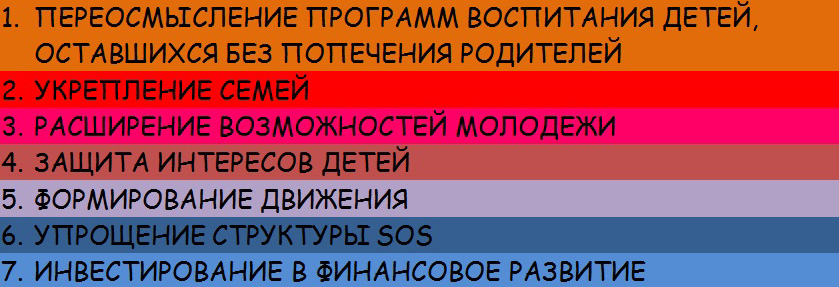 1. ПЕРЕОСМЫСЛЕНИЕ ПРОГРАММ ВОСПИТАНИЯ ДЕТЕЙ,
ОСТАВШИХСЯ БЕЗ ПОПЕЧЕНИЯ РОДИТЕЛЕЙ
2. УКРЕПЛЕНИЕ СЕМЕЙ
3. РАСШИРЕНИЕ ВОЗМОЖНОСТЕЙ МОЛОДЕЖИ
4. ЗАЩИТА ИНТЕРЕСОВ ДЕТЕЙ
5. ФОРМИРОВАНИЕ ДВИЖЕНИЯ
6. УПРОЩЕНИЕ СТРУКТУРЫ SOS
7. ИНВЕСТИРОВАНИЕ В ФИНАНСОВОЕ РАЗВИТИЕ